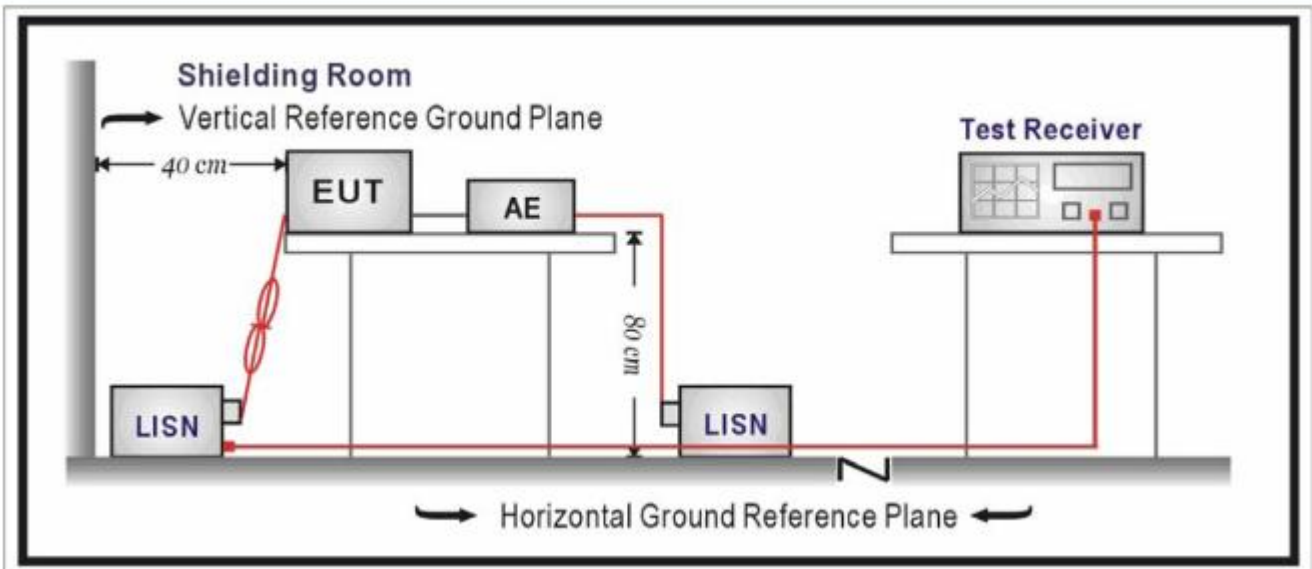 Shielding Room
Vertical Reference Ground Plane
40 cm
EUT
AE
Test Receiver
80 cm
LISN
LISN
Horizontal Ground Reference Plane